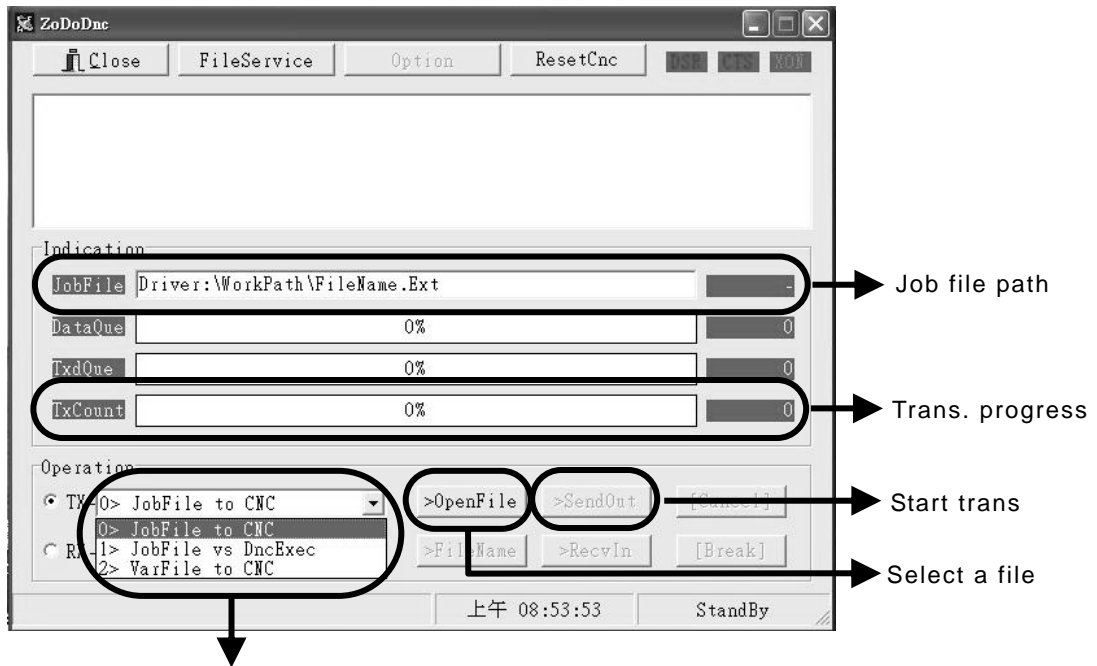 ZoDoDnc
Close FileService Option ResetCnc DSR CTS XON
Indication
JobFile Driver:\WorkPath\FileName.Ext - Job file path
DataQue 0% 0
TxdQue 0% 0
TxCount 0% 0 Trans. progress
Operation
TX- 0> JobFile to CNC >OpenFile >SendOut [Cancel] Start trans
0> JobFile to CNC
1> JobFile vs DncExec
RX- >FileName >RecvIn [Break]
2> VarFile to CNC
Select a file
上午 08:53:53 StandBy